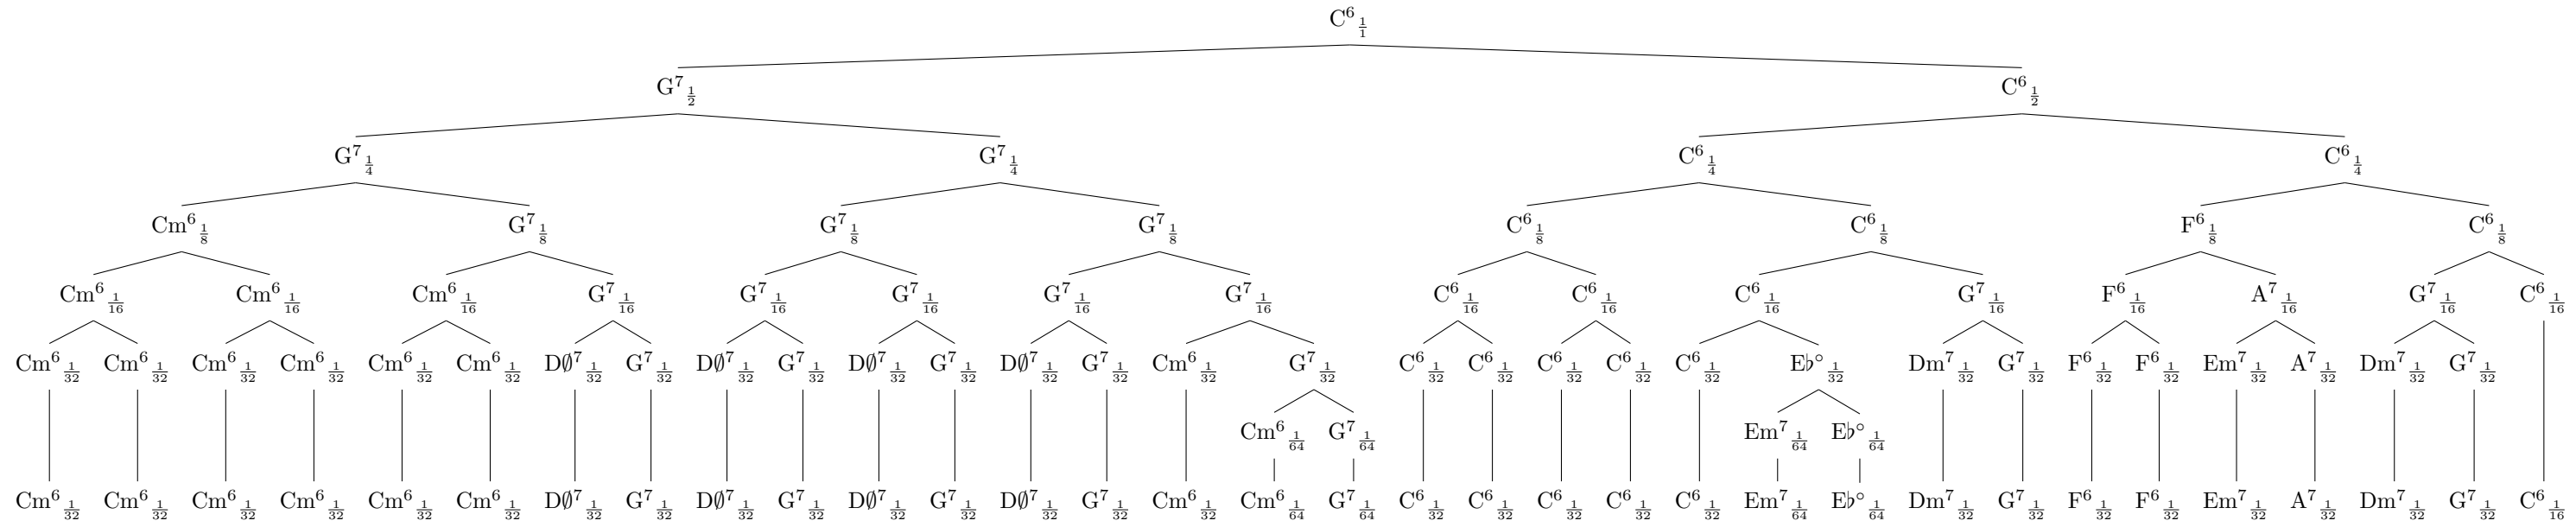 C⁶ 1/1
G⁷ 1/2 C⁶ 1/2
G⁷ 1/4 G⁷ 1/4 C⁶ 1/4 C⁶ 1/4
Cm⁶ 1/8 G⁷ 1/8 G⁷ 1/8 G⁷ 1/8 C⁶ 1/8 C⁶ 1/8 F⁶ 1/8 C⁶ 1/8
Cm⁶ 1/16 Cm⁶ 1/16 Cm⁶ 1/16 G⁷ 1/16 G⁷ 1/16 G⁷ 1/16 G⁷ 1/16 G⁷ 1/16 C⁶ 1/16 C⁶ 1/16 C⁶ 1/16 G⁷ 1/16 F⁶ 1/16 A⁷ 1/16 G⁷ 1/16 C⁶ 1/16
Cm⁶ 1/32 Cm⁶ 1/32 Cm⁶ 1/32 Cm⁶ 1/32 Cm⁶ 1/32 Cm⁶ 1/32 D∅⁷ 1/32 G⁷ 1/32 D∅⁷ 1/32 G⁷ 1/32 D∅⁷ 1/32 G⁷ 1/32 D∅⁷ 1/32 G⁷ 1/32 Cm⁶ 1/32 G⁷ 1/32 C⁶ 1/32 C⁶ 1/32 C⁶ 1/32 C⁶ 1/32 C⁶ 1/32 E♭° 1/32 Dm⁷ 1/32 G⁷ 1/32 F⁶ 1/32 F⁶ 1/32 Em⁷ 1/32 A⁷ 1/32 Dm⁷ 1/32 G⁷ 1/32
Cm⁶ 1/64 G⁷ 1/64 Em⁷ 1/64 E♭° 1/64
Cm⁶ 1/32 Cm⁶ 1/32 Cm⁶ 1/32 Cm⁶ 1/32 Cm⁶ 1/32 Cm⁶ 1/32 D∅⁷ 1/32 G⁷ 1/32 D∅⁷ 1/32 G⁷ 1/32 D∅⁷ 1/32 G⁷ 1/32 D∅⁷ 1/32 G⁷ 1/32 Cm⁶ 1/32 Cm⁶ 1/64 G⁷ 1/64 C⁶ 1/32 C⁶ 1/32 C⁶ 1/32 C⁶ 1/32 C⁶ 1/32 Em⁷ 1/64 E♭° 1/64 Dm⁷ 1/32 G⁷ 1/32 F⁶ 1/32 F⁶ 1/32 Em⁷ 1/32 A⁷ 1/32 Dm⁷ 1/32 G⁷ 1/32 C⁶ 1/16